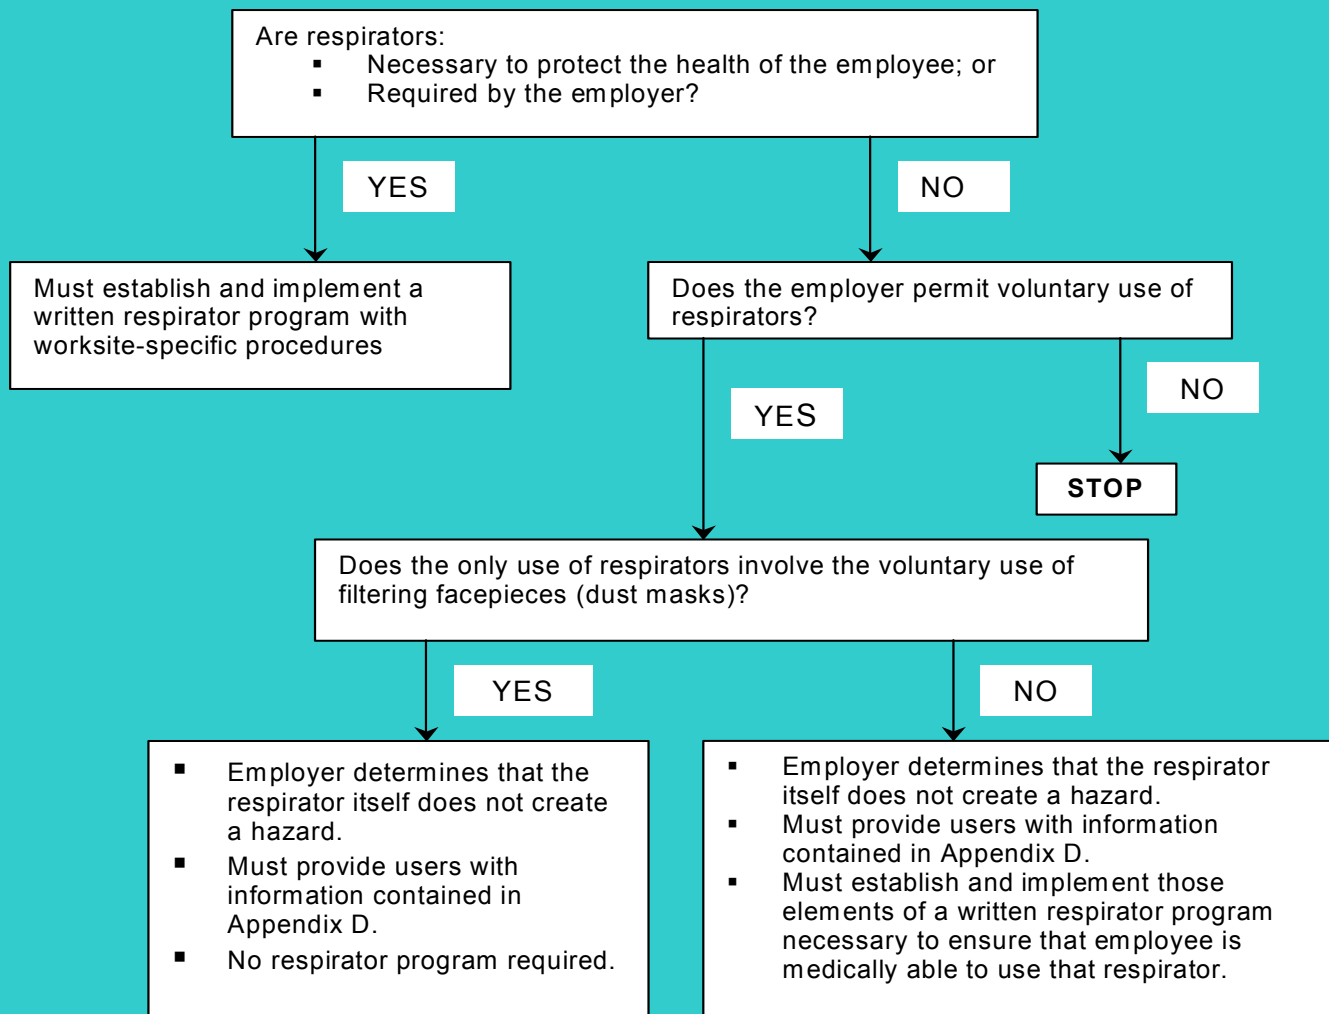 Are respirators:
▪ Necessary to protect the health of the employee; or
▪ Required by the employer?
YES
NO
Must establish and implement a
written respirator program with
worksite-specific procedures
Does the employer permit voluntary use of
respirators?
YES
NO
STOP
Does the only use of respirators involve the voluntary use of
filtering facepieces (dust masks)?
YES
NO
▪ Employer determines that the
respirator itself does not create
a hazard.
▪ Must provide users with
information contained in
Appendix D.
▪ No respirator program required.
▪ Employer determines that the respirator
itself does not create a hazard.
▪ Must provide users with information
contained in Appendix D.
▪ Must establish and implement those
elements of a written respirator program
necessary to ensure that employee is
medically able to use that respirator.